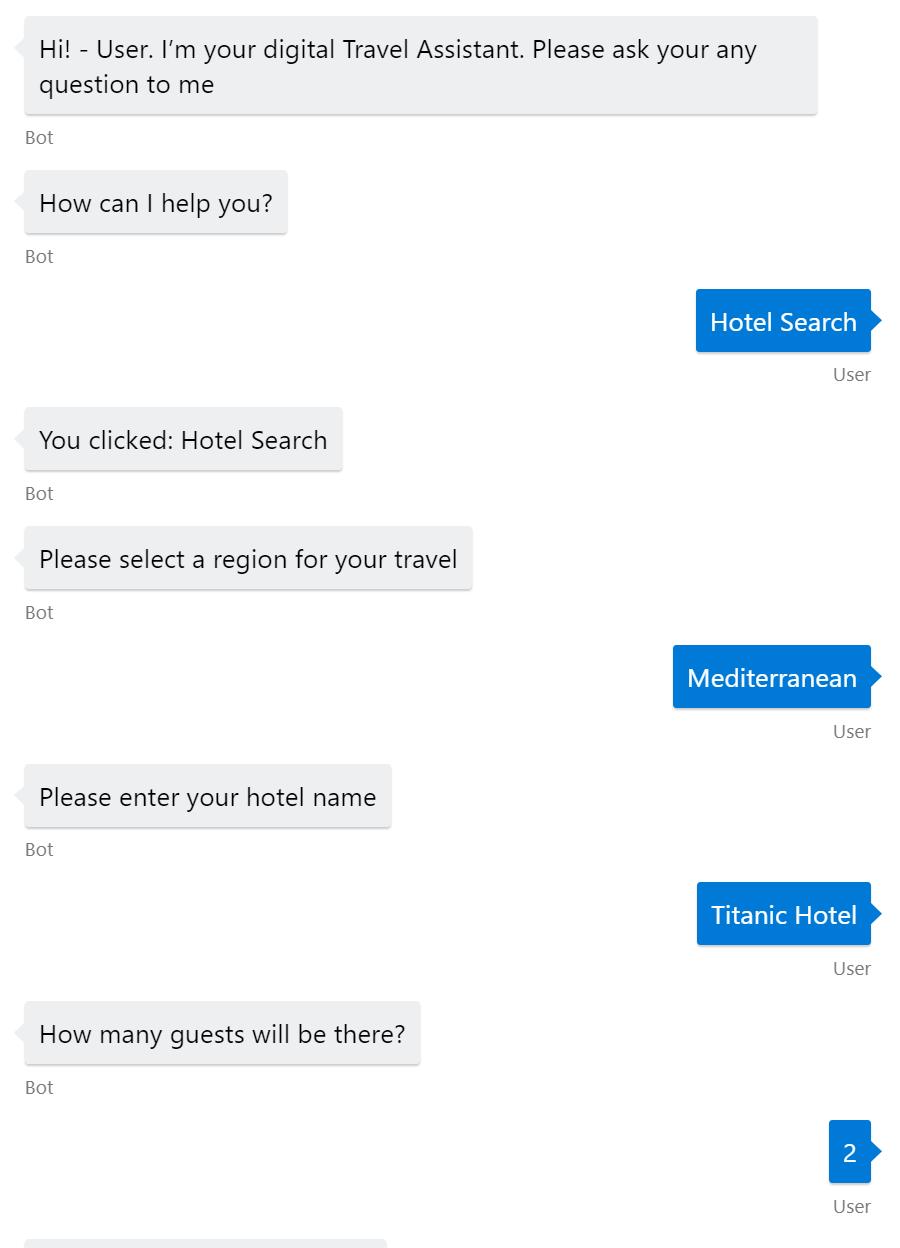 Hi! - User. I’m your digital Travel Assistant. Please ask your any
question to me
Bot
How can I help you?
Bot
Hotel Search
User
You clicked: Hotel Search
Bot
Please select a region for your travel
Bot
Mediterranean
User
Please enter your hotel name
Bot
Titanic Hotel
User
How many guests will be there?
Bot
2
User